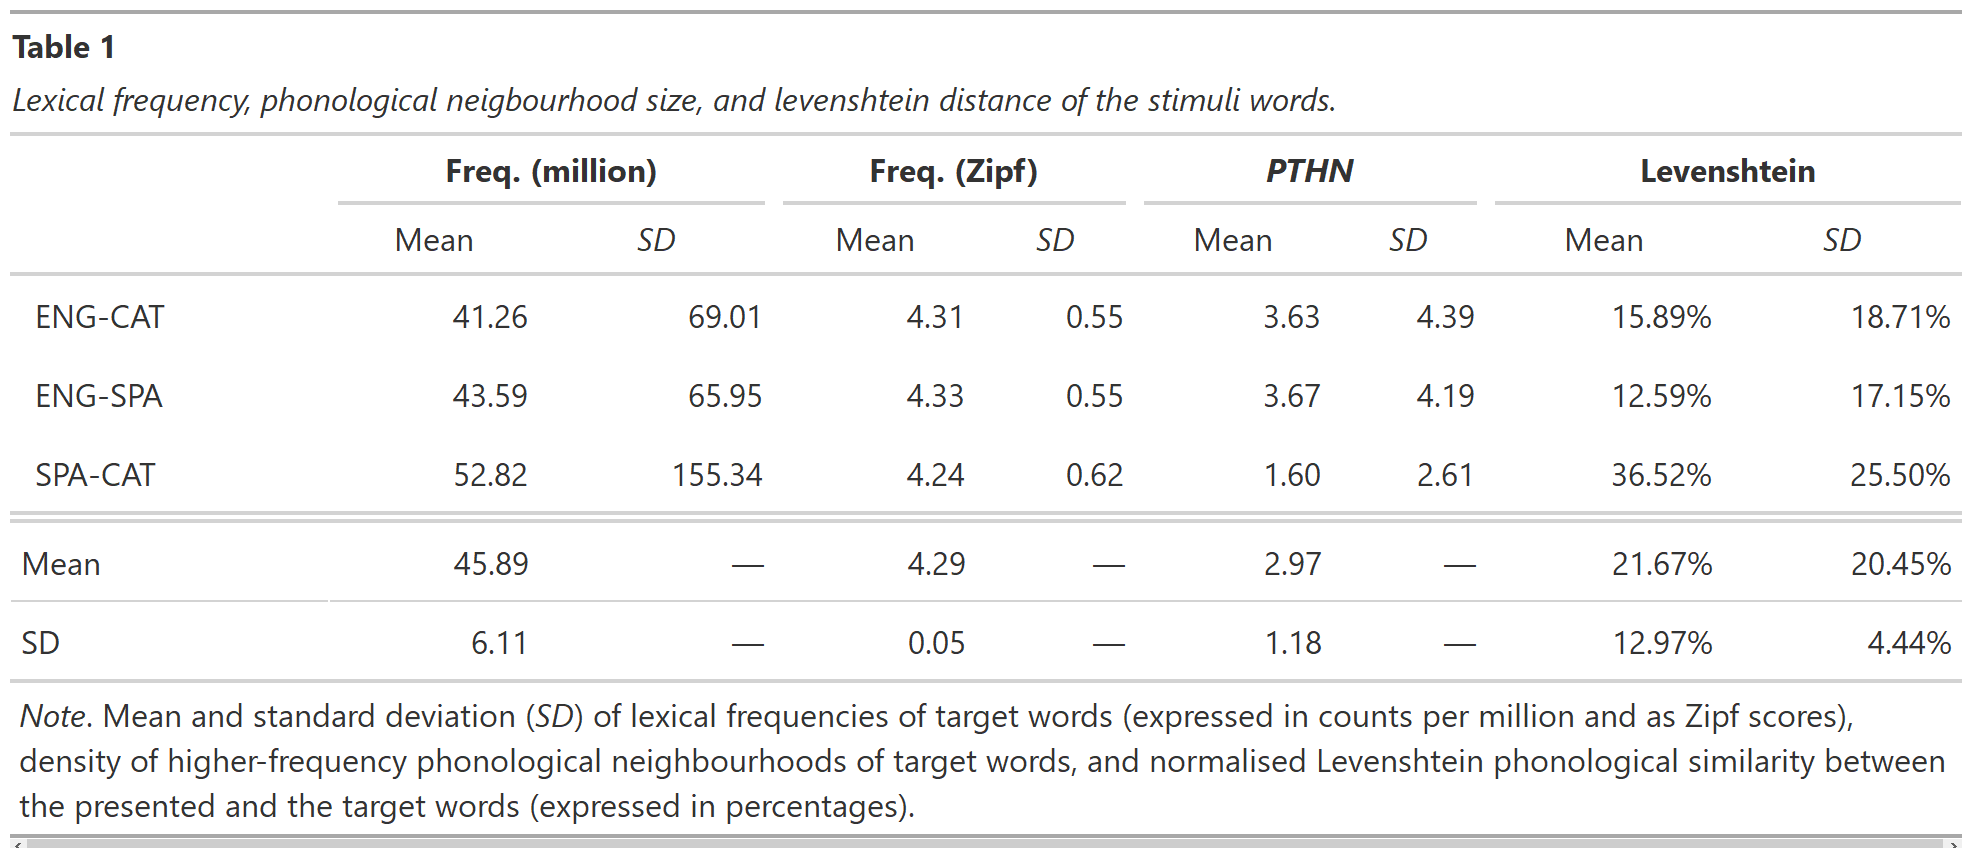 Table 1
Lexical frequency, phonological neigbourhood size, and levenshtein distance of the stimuli words.
Freq. (million) Freq. (Zipf) PTHN Levenshtein
Mean SD Mean SD Mean SD Mean SD
ENG-CAT 41.26 69.01 4.31 0.55 3.63 4.39 15.89% 18.71%
ENG-SPA 43.59 65.95 4.33 0.55 3.67 4.19 12.59% 17.15%
SPA-CAT 52.82 155.34 4.24 0.62 1.60 2.61 36.52% 25.50%
Mean 45.89 — 4.29 — 2.97 — 21.67% 20.45%
SD 6.11 — 0.05 — 1.18 — 12.97% 4.44%
Note. Mean and standard deviation (SD) of lexical frequencies of target words (expressed in counts per million and as Zipf scores),
density of higher-frequency phonological neighbourhoods of target words, and normalised Levenshtein phonological similarity between
the presented and the target words (expressed in percentages).